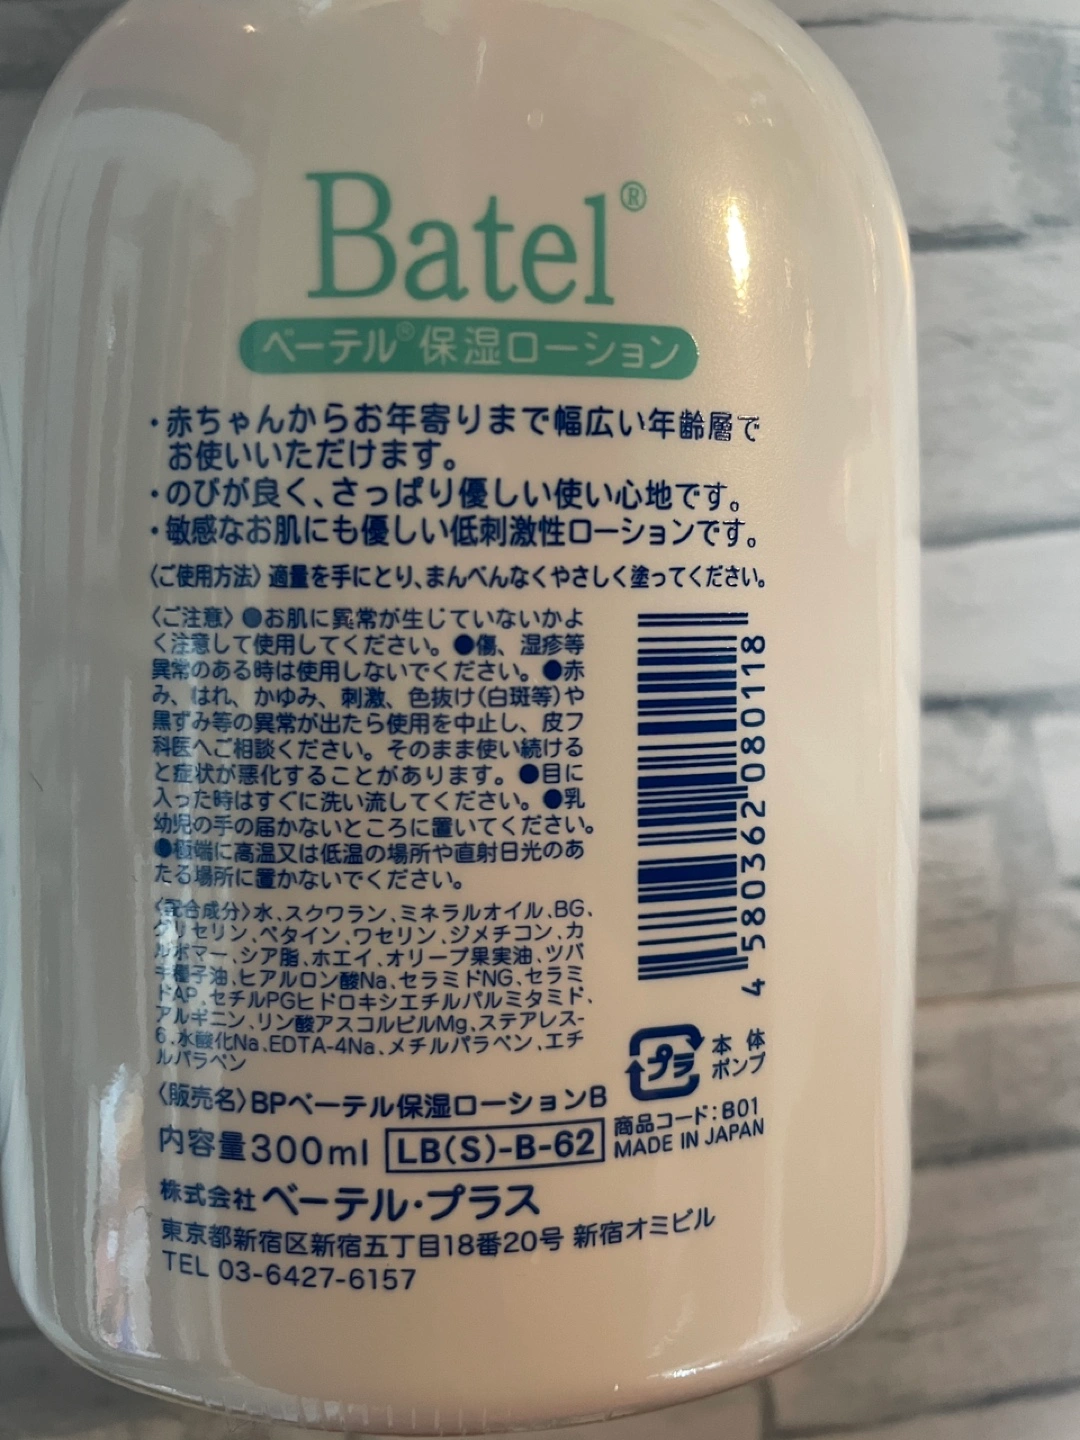 Batel®
ベーテル®保湿ローション
・赤ちゃんからお年寄りまで幅広い年齢層で
お使いいただけます。
・のびが良く、さっぱり優しい使い心地です。
・敏感なお肌にも優しい低刺激性ローションです。
〈ご使用方法〉適量を手にとり、まんべんなくやさしく塗ってください。
〈ご注意〉●お肌に異常が生じていないかよ
く注意して使用してください。●傷、湿疹等
異常のある時は使用しないでください。●赤
み、はれ、かゆみ、刺激、色抜け(白斑等)や
黒ずみ等の異常が出たら使用を中止し、皮フ
科医へご相談ください。そのまま使い続ける
と症状が悪化することがあります。●目に
入った時はすぐに洗い流してください。●乳
幼児の手の届かないところに置いてください。
●極端に高温又は低温の場所や直射日光のあ
たる場所に置かないでください。
〈配合成分〉水、スクワラン、ミネラルオイル、BG、
グリセリン、ベタイン、ワセリン、ジメチコン、カ
ルボマー、シア脂、ホエイ、オリーブ果実油、ツバ
キ種子油、ヒアルロン酸Na、セラミドNG、セラミ
ドAP、セチルPGヒドロキシエチルパルミタミド、
アルギニン、リン酸アスコルビルMg、ステアレス-
6、水酸化Na、EDTA-4Na、メチルパラベン、エチ
ルパラベン
4580362080118
プラ
本体
ポンプ
〈販売名〉BPベーテル保湿ローションB
商品コード:B01
内容量300ml LB(S)-B-62
MADE IN JAPAN
株式会社ベーテル・プラス
東京都新宿区新宿五丁目18番20号 新宿オミビル
TEL 03-6427-6157